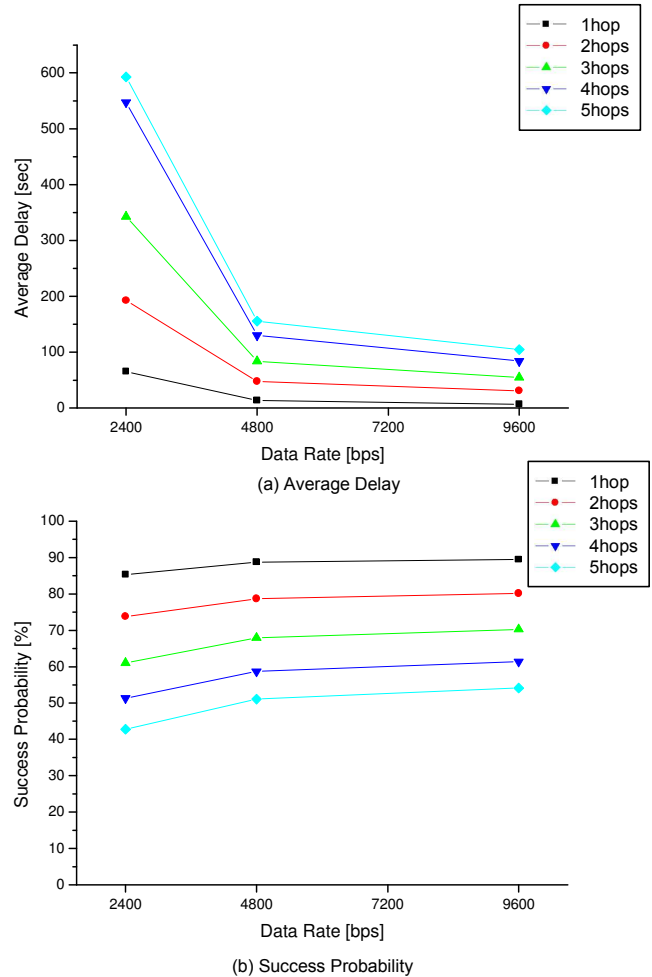 1hop
2hops
3hops
4hops
5hops
600
500
400
300
200
100
0
Average Delay [sec]
2400 4800 7200 9600
Data Rate [bps]
(a) Average Delay
1hop
2hops
3hops
4hops
5hops
100
90
80
70
60
50
40
30
20
10
0
Success Probability [%]
2400 4800 7200 9600
Data Rate [bps]
(b) Success Probability